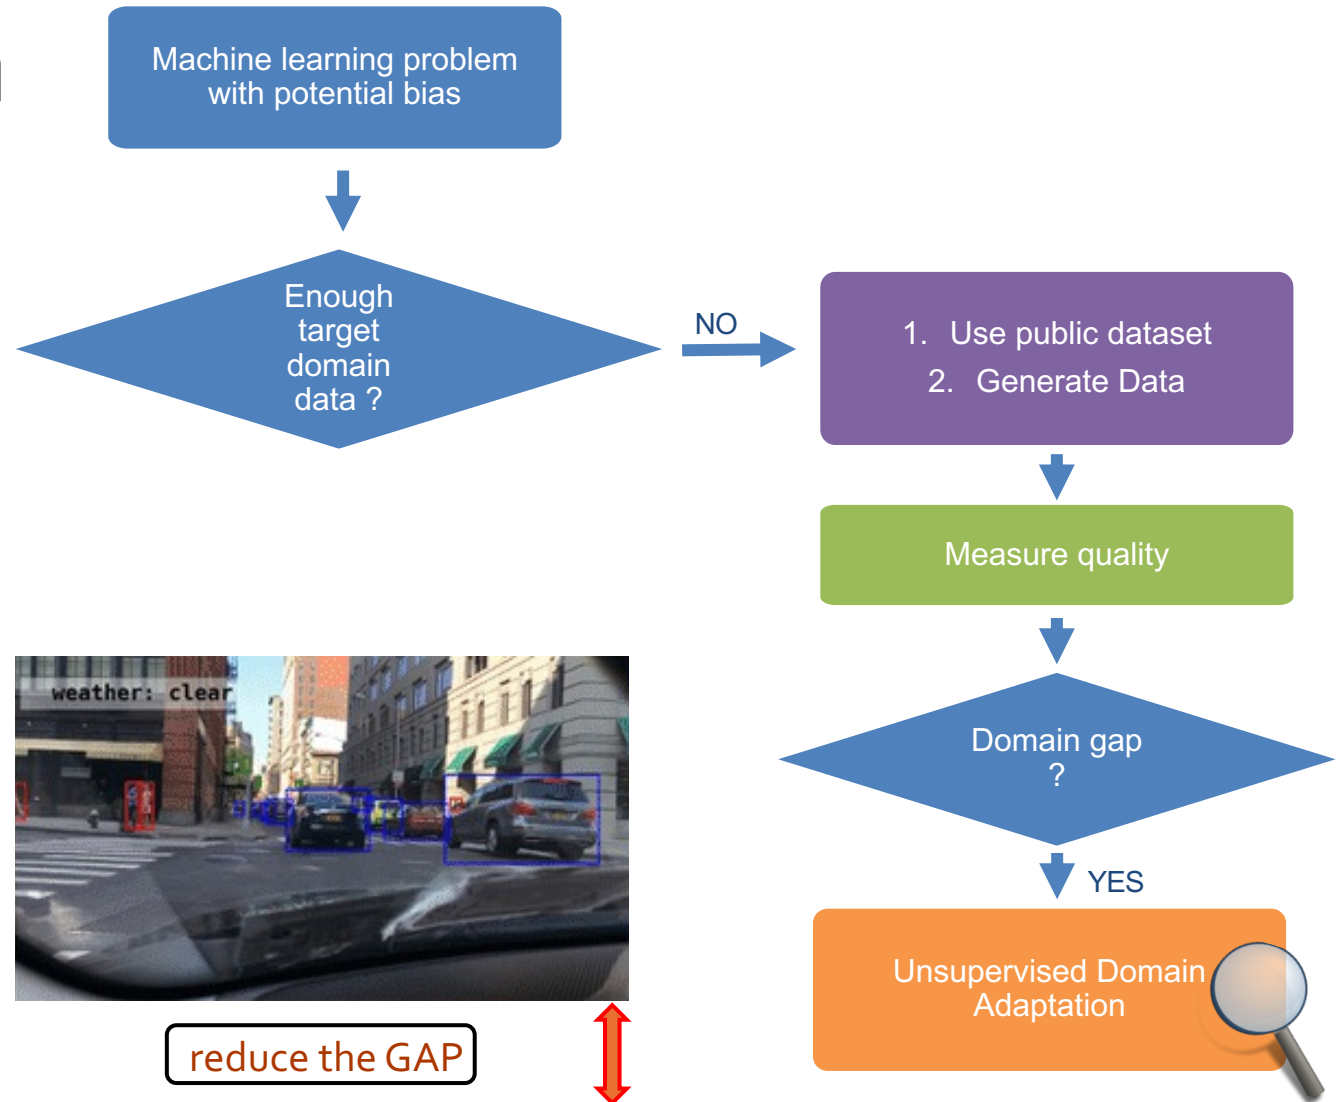 Machine learning problem
with potential bias
Enough
target
domain
data ?
NO
1. Use public dataset
2. Generate Data
Measure quality
Domain gap
?
YES
Unsupervised Domain
Adaptation
weather: clear
reduce the GAP